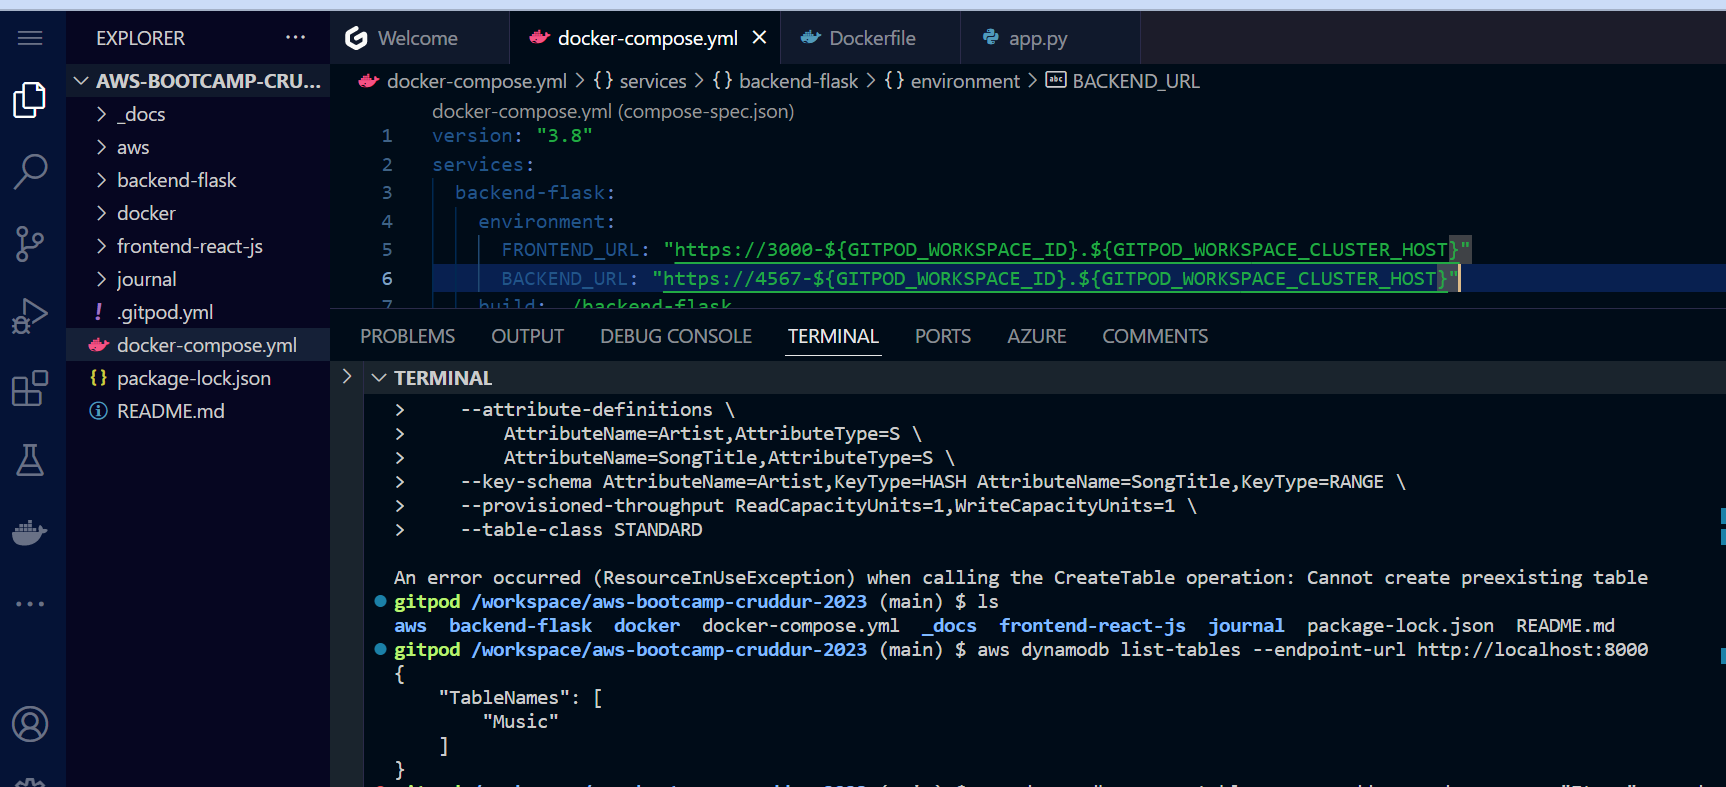 EXPLORER ...
AWS-BOOTCAMP-CRU...
_docs
aws
backend-flask
docker
frontend-react-js
journal
! .gitpod.yml
docker-compose.yml
{} package-lock.json
README.md
Welcome docker-compose.yml Dockerfile app.py
docker-compose.yml > {} services > {} backend-flask > {} environment > abc BACKEND_URL
docker-compose.yml (compose-spec.json)
1 version: "3.8"
2 services:
3 backend-flask:
4 environment:
5 FRONTEND_URL: "https://3000-${GITPOD_WORKSPACE_ID}.${GITPOD_WORKSPACE_CLUSTER_HOST}"
6 BACKEND_URL: "https://4567-${GITPOD_WORKSPACE_ID}.${GITPOD_WORKSPACE_CLUSTER_HOST}"
7 build: ./backend-flask
PROBLEMS OUTPUT DEBUG CONSOLE TERMINAL PORTS AZURE COMMENTS
TERMINAL
> --attribute-definitions \
> AttributeName=Artist,AttributeType=S \
> AttributeName=SongTitle,AttributeType=S \
> --key-schema AttributeName=Artist,KeyType=HASH AttributeName=SongTitle,KeyType=RANGE \
> --provisioned-throughput ReadCapacityUnits=1,WriteCapacityUnits=1 \
> --table-class STANDARD
An error occurred (ResourceInUseException) when calling the CreateTable operation: Cannot create preexisting table
gitpod /workspace/aws-bootcamp-cruddur-2023 (main) $ ls
aws backend-flask docker docker-compose.yml _docs frontend-react-js journal package-lock.json README.md
gitpod /workspace/aws-bootcamp-cruddur-2023 (main) $ aws dynamodb list-tables --endpoint-url http://localhost:8000
{
"TableNames": [
"Music"
]
}